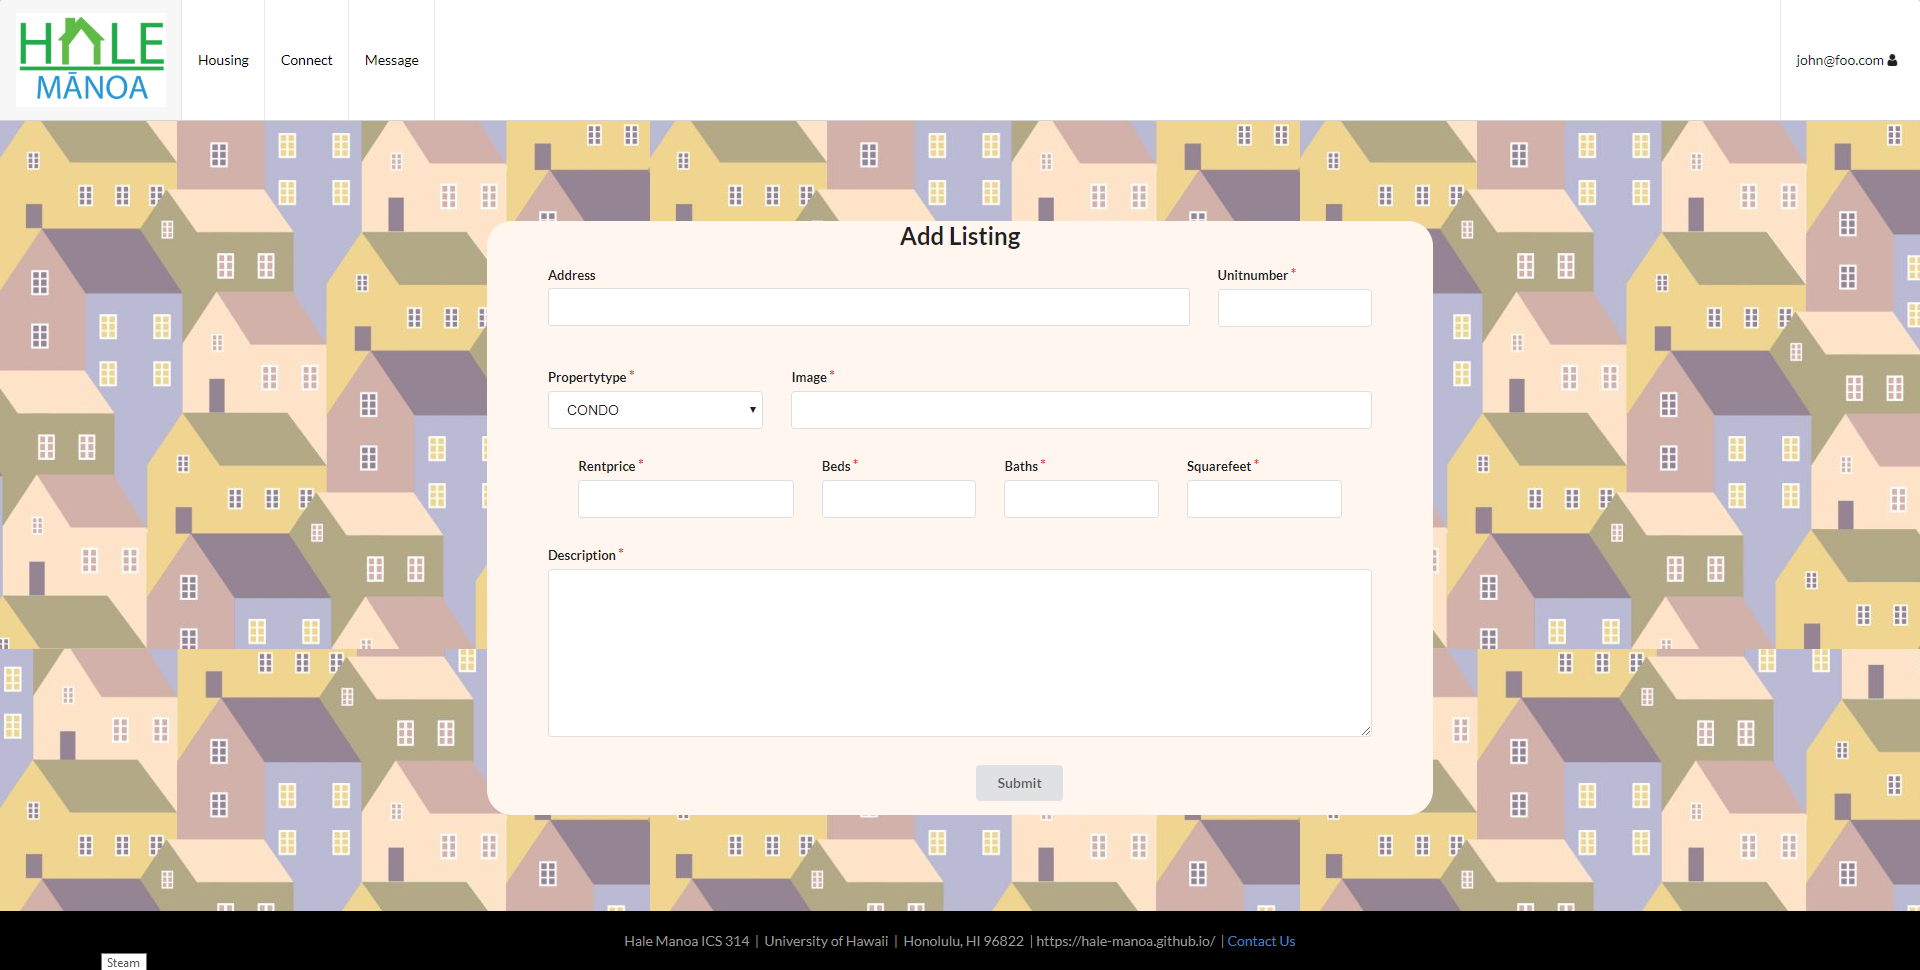 HALE
MĀNOA
Housing
Connect
Message
john@foo.com
Add Listing
Address
Unitnumber *
Propertytype *
Image *
CONDO
Rentprice *
Beds *
Baths *
Squarefeet *
Description *
Submit
Hale Manoa ICS 314 | University of Hawaii | Honolulu, HI 96822 | https://hale-manoa.github.io/ | Contact Us
Steam